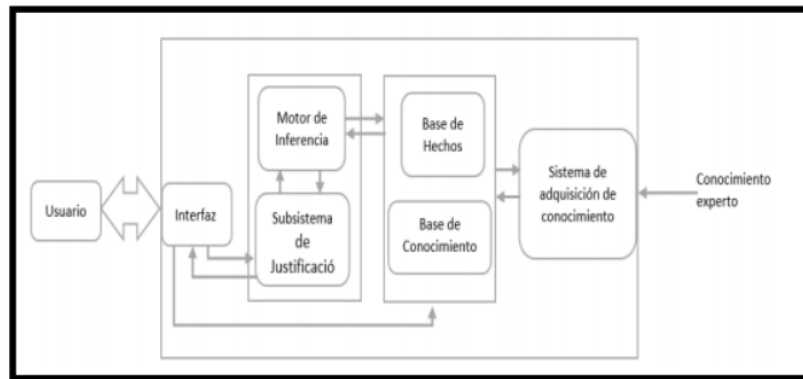 Usuario
Interfaz
Motor de
Inferencia
Subsistema
de
Justificació
Base de
Hechos
Base de
Conocimiento
Sistema de
adquisición de
conocimiento
Conocimiento
experto